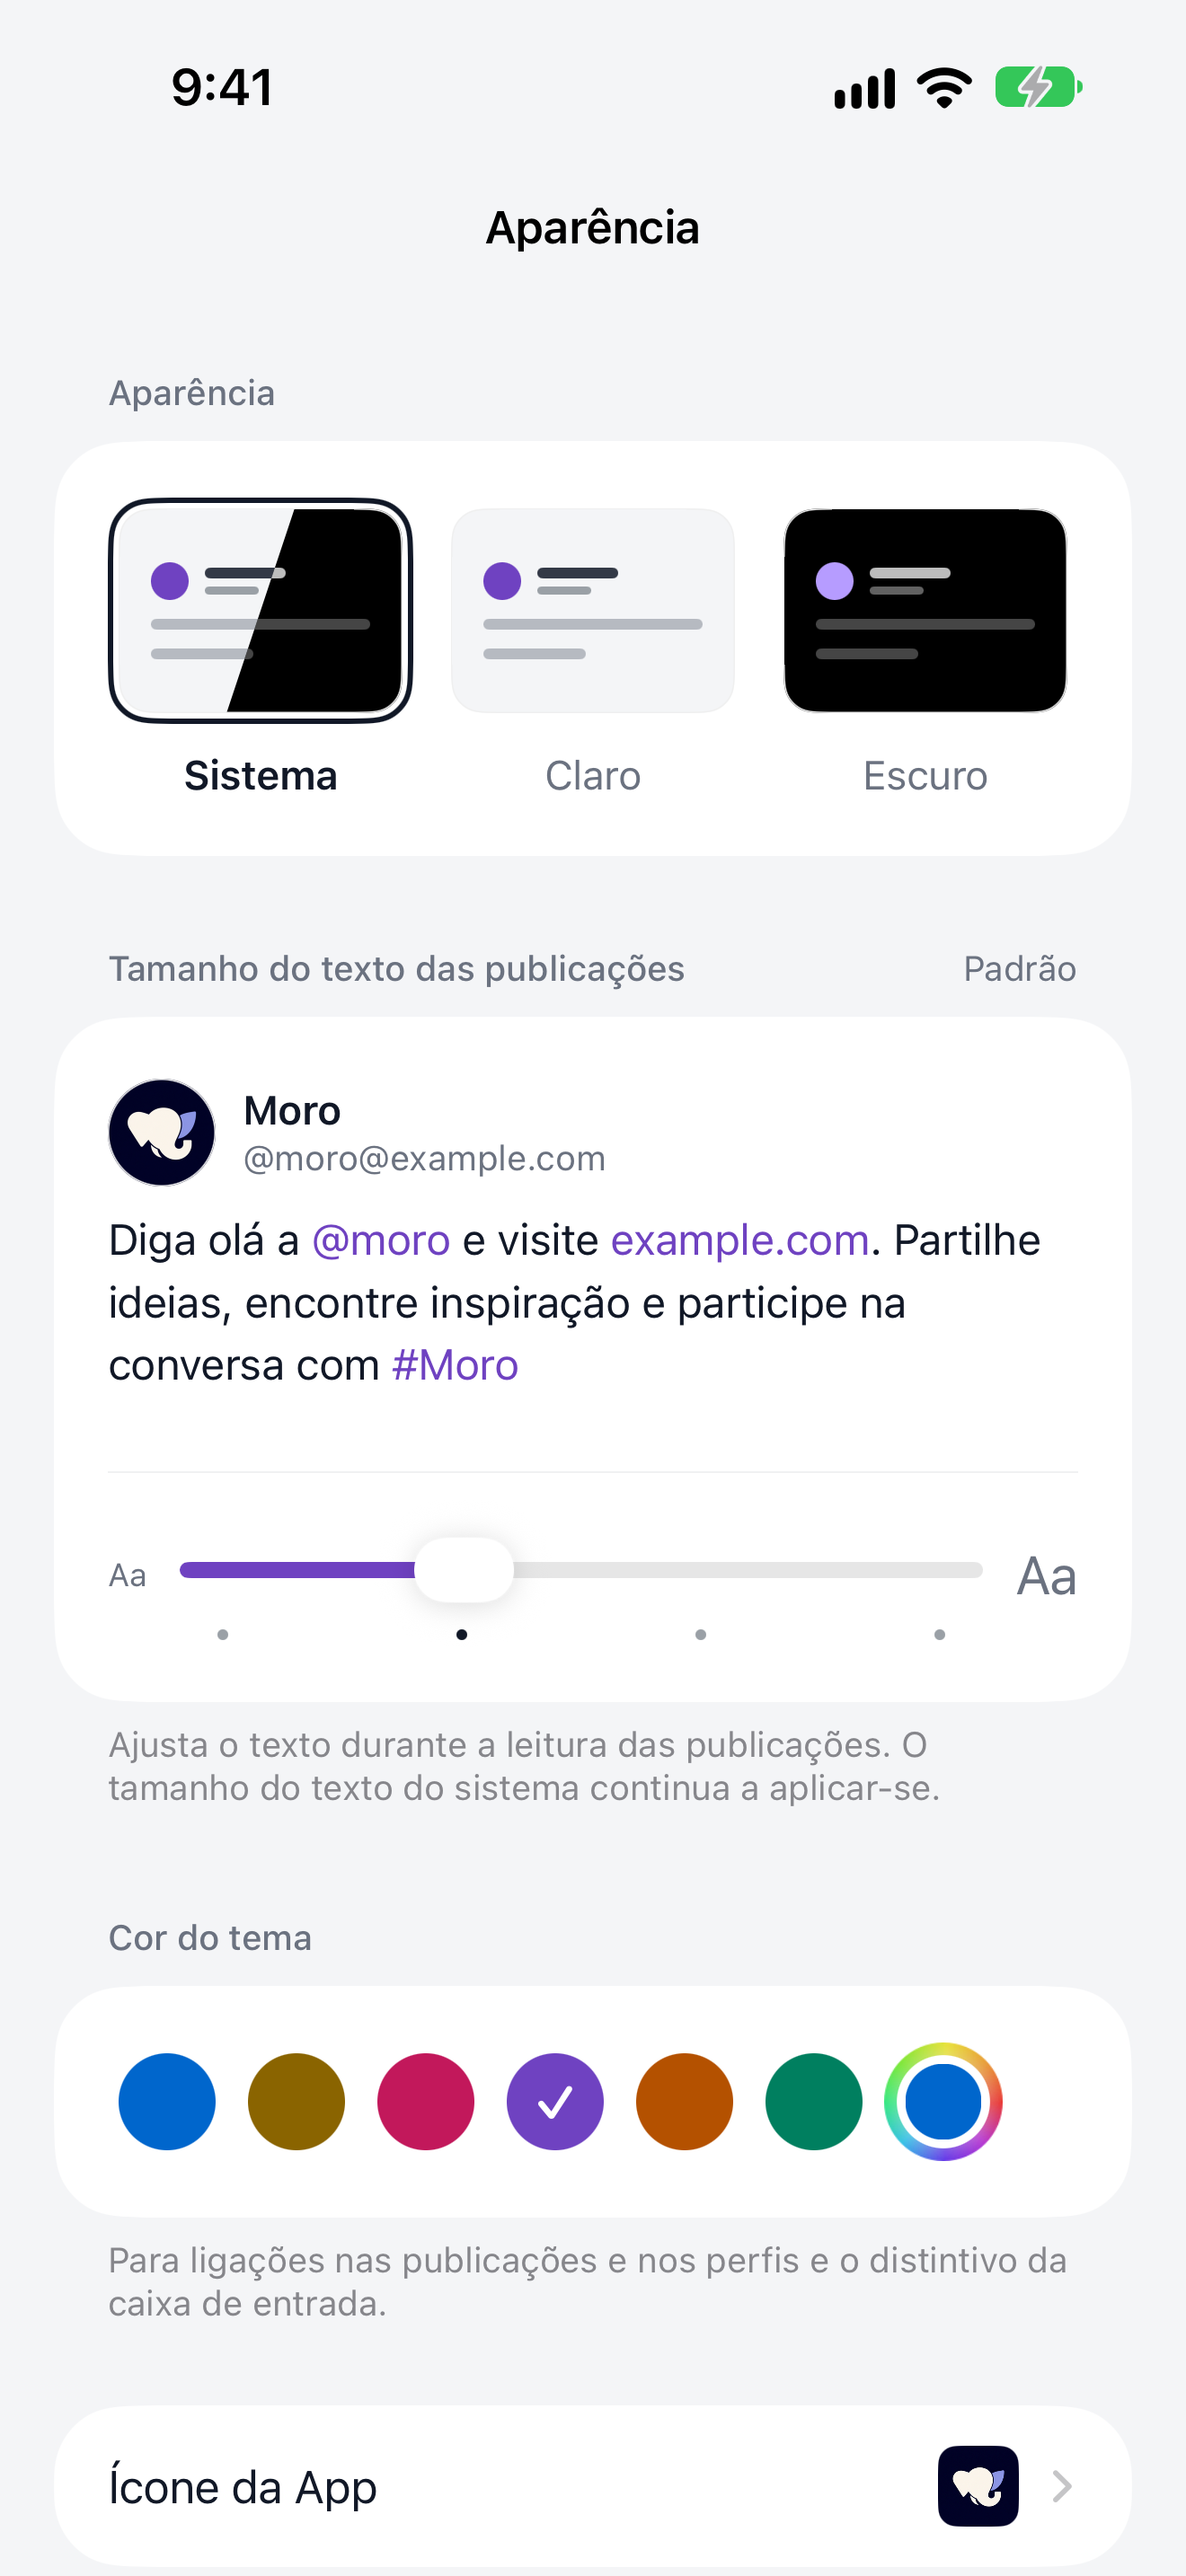 9:41
Aparência
Aparência
Sistema
Claro
Escuro
Tamanho do texto das publicações
Padrão
Moro
@moro@example.com
Diga olá a @moro e visite example.com. Partilhe
ideias, encontre inspiração e participe na
conversa com #Moro
Aa
Aa
Ajusta o texto durante a leitura das publicações. O
tamanho do texto do sistema continua a aplicar-se.
Cor do tema
Para ligações nas publicações e nos perfis e o distintivo da
caixa de entrada.
Ícone da App